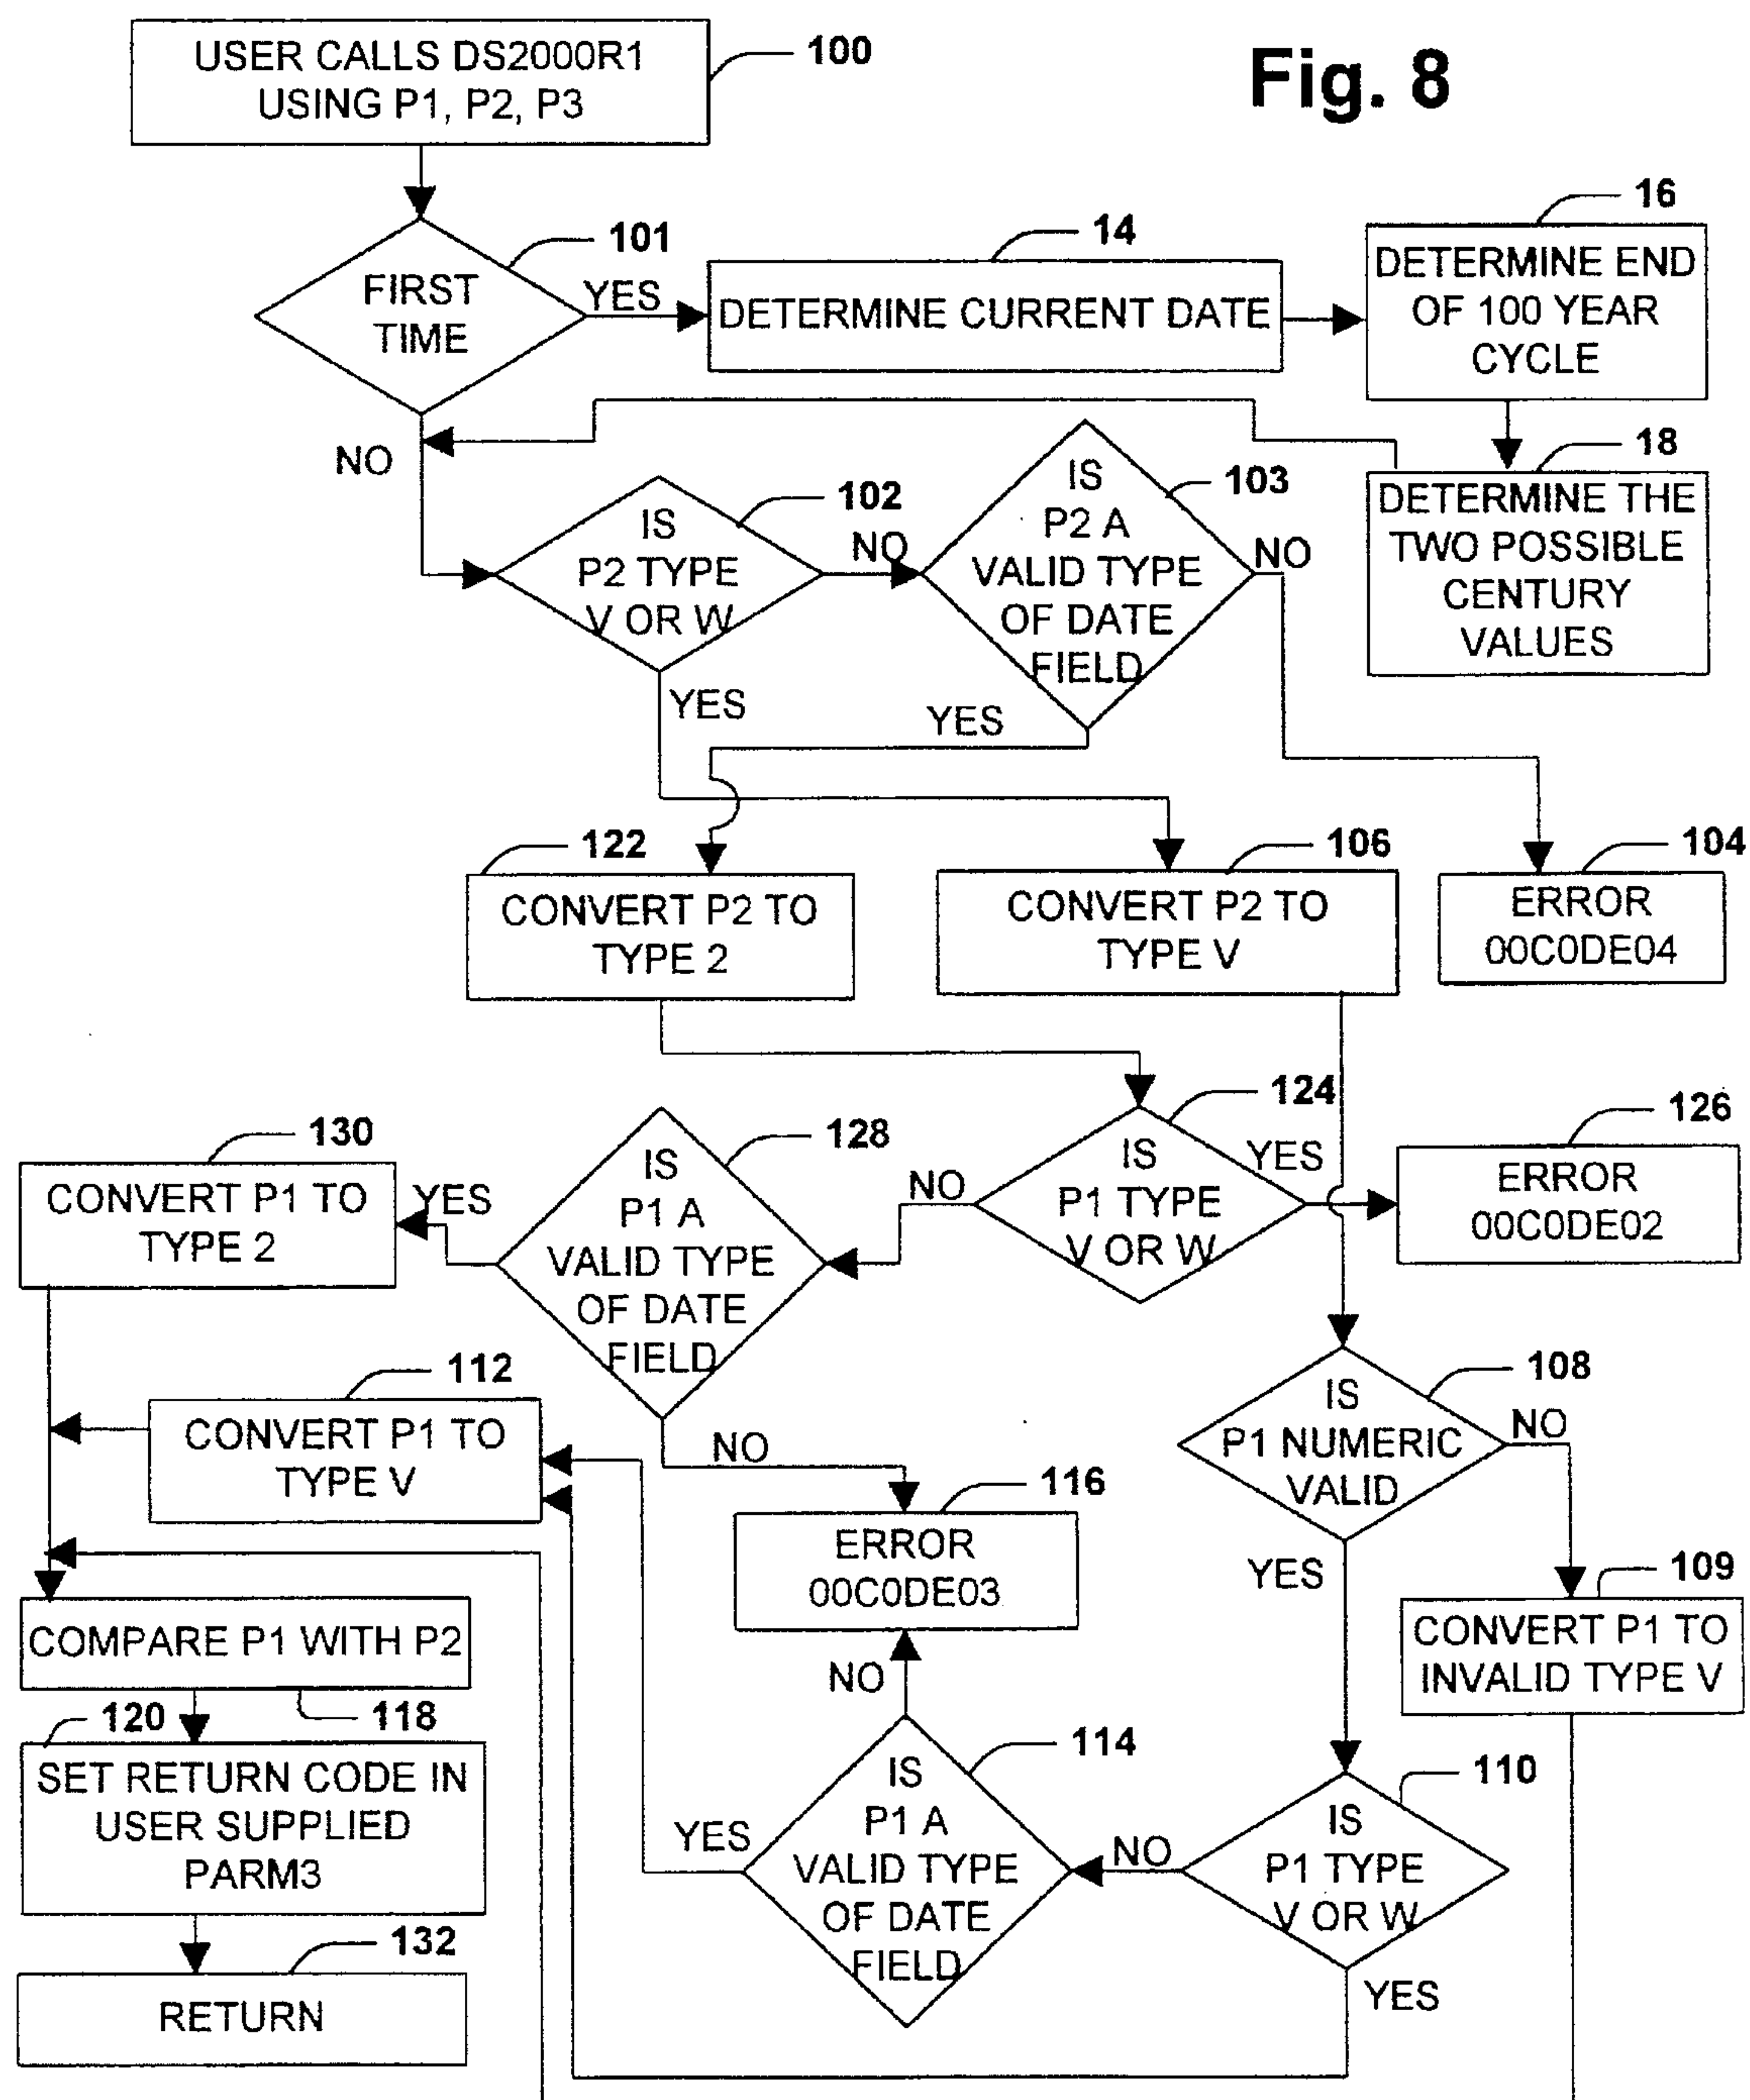 Fig. 8
USER CALLS DS2000R1
USING P1, P2, P3
100
FIRST
TIME
101
YES
NO
14
DETERMINE CURRENT DATE
16
DETERMINE END
OF 100 YEAR
CYCLE
18
DETERMINE THE
TWO POSSIBLE
CENTURY
VALUES
102
IS
P2 TYPE
V OR W
NO
YES
103
IS
P2 A
VALID TYPE
OF DATE
FIELD
NO
YES
122
CONVERT P2 TO
TYPE 2
106
CONVERT P2 TO
TYPE V
104
ERROR
00C0DE04
124
IS
P1 TYPE
V OR W
YES
NO
126
ERROR
00C0DE02
128
IS
P1 A
VALID TYPE
OF DATE
FIELD
YES
NO
130
CONVERT P1 TO
TYPE 2
112
CONVERT P1 TO
TYPE V
108
IS
P1 NUMERIC
VALID
NO
YES
116
ERROR
00C0DE03
109
CONVERT P1 TO
INVALID TYPE V
COMPARE P1 WITH P2
118
120
SET RETURN CODE IN
USER SUPPLIED
PARM3
NO
114
IS
P1 A
VALID TYPE
OF DATE
FIELD
YES
110
IS
P1 TYPE
V OR W
NO
YES
132
RETURN